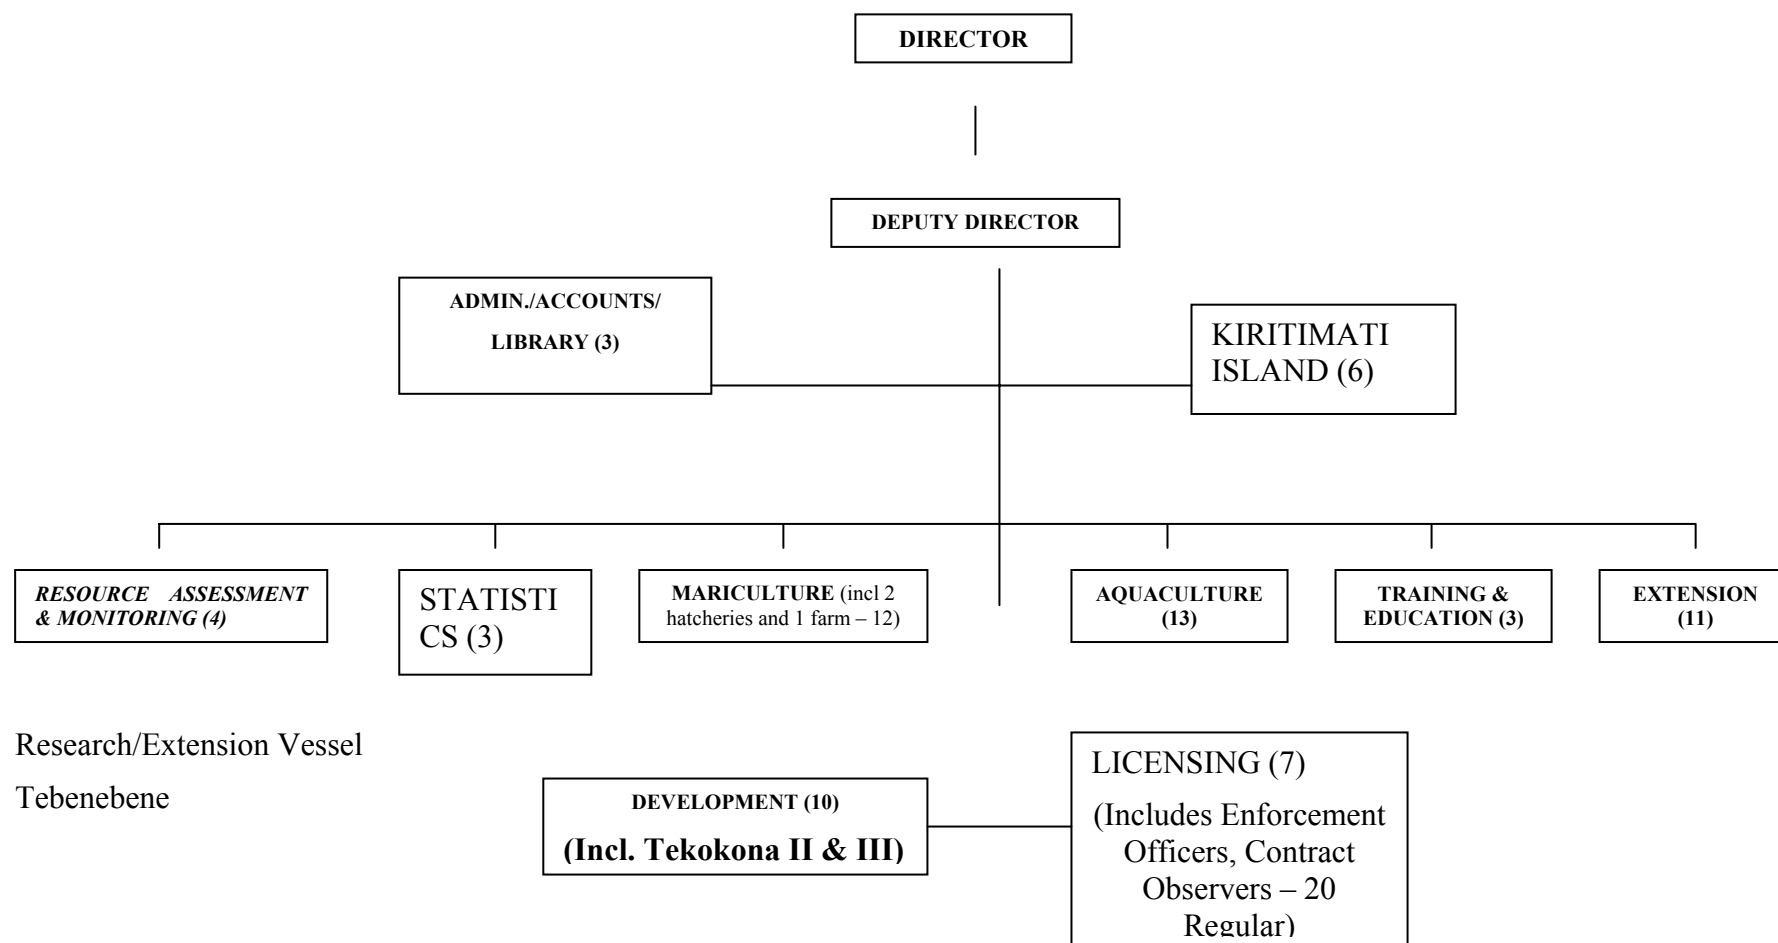 DIRECTOR
DEPUTY DIRECTOR
ADMIN./ACCOUNTS/
LIBRARY (3)
KIRITIMATI
ISLAND (6)
RESOURCE ASSESSMENT
& MONITORING (4)
STATISTI
CS (3)
MARICULTURE (incl 2
hatcheries and 1 farm – 12)
AQUACULTURE
(13)
TRAINING &
EDUCATION (3)
EXTENSION
(11)
Research/Extension Vessel
Tebenebene
DEVELOPMENT (10)
(Incl. Tekokona II & III)
LICENSING (7)
(Includes Enforcement
Officers, Contract
Observers – 20
Regular)